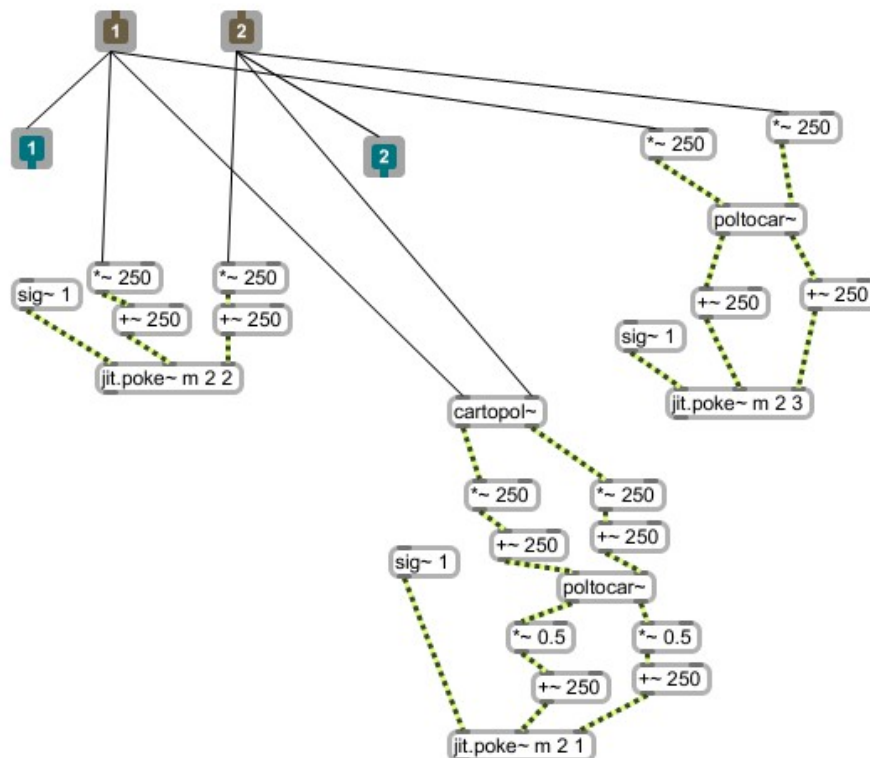 1
2
1
2
*~ 250
*~ 250
poltocar~
*~ 250
*~ 250
sig~ 1
+~ 250
+~ 250
+~ 250
+~ 250
sig~ 1
jit.poke~ m 2 2
jit.poke~ m 2 3
cartopol~
*~ 250
*~ 250
+~ 250
+~ 250
sig~ 1
poltocar~
*~ 0.5
*~ 0.5
+~ 250
+~ 250
jit.poke~ m 2 1